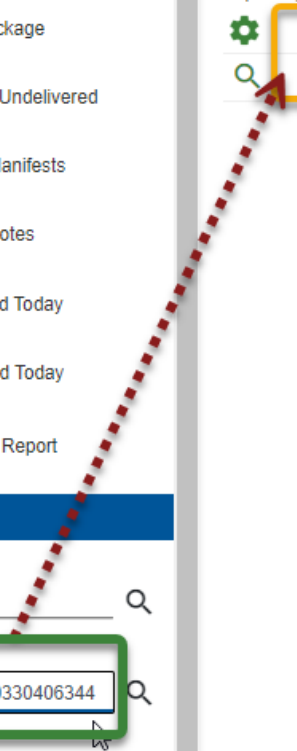 ckage
Undelivered
lanifests
otes
d Today
d Today
Report
0330406344